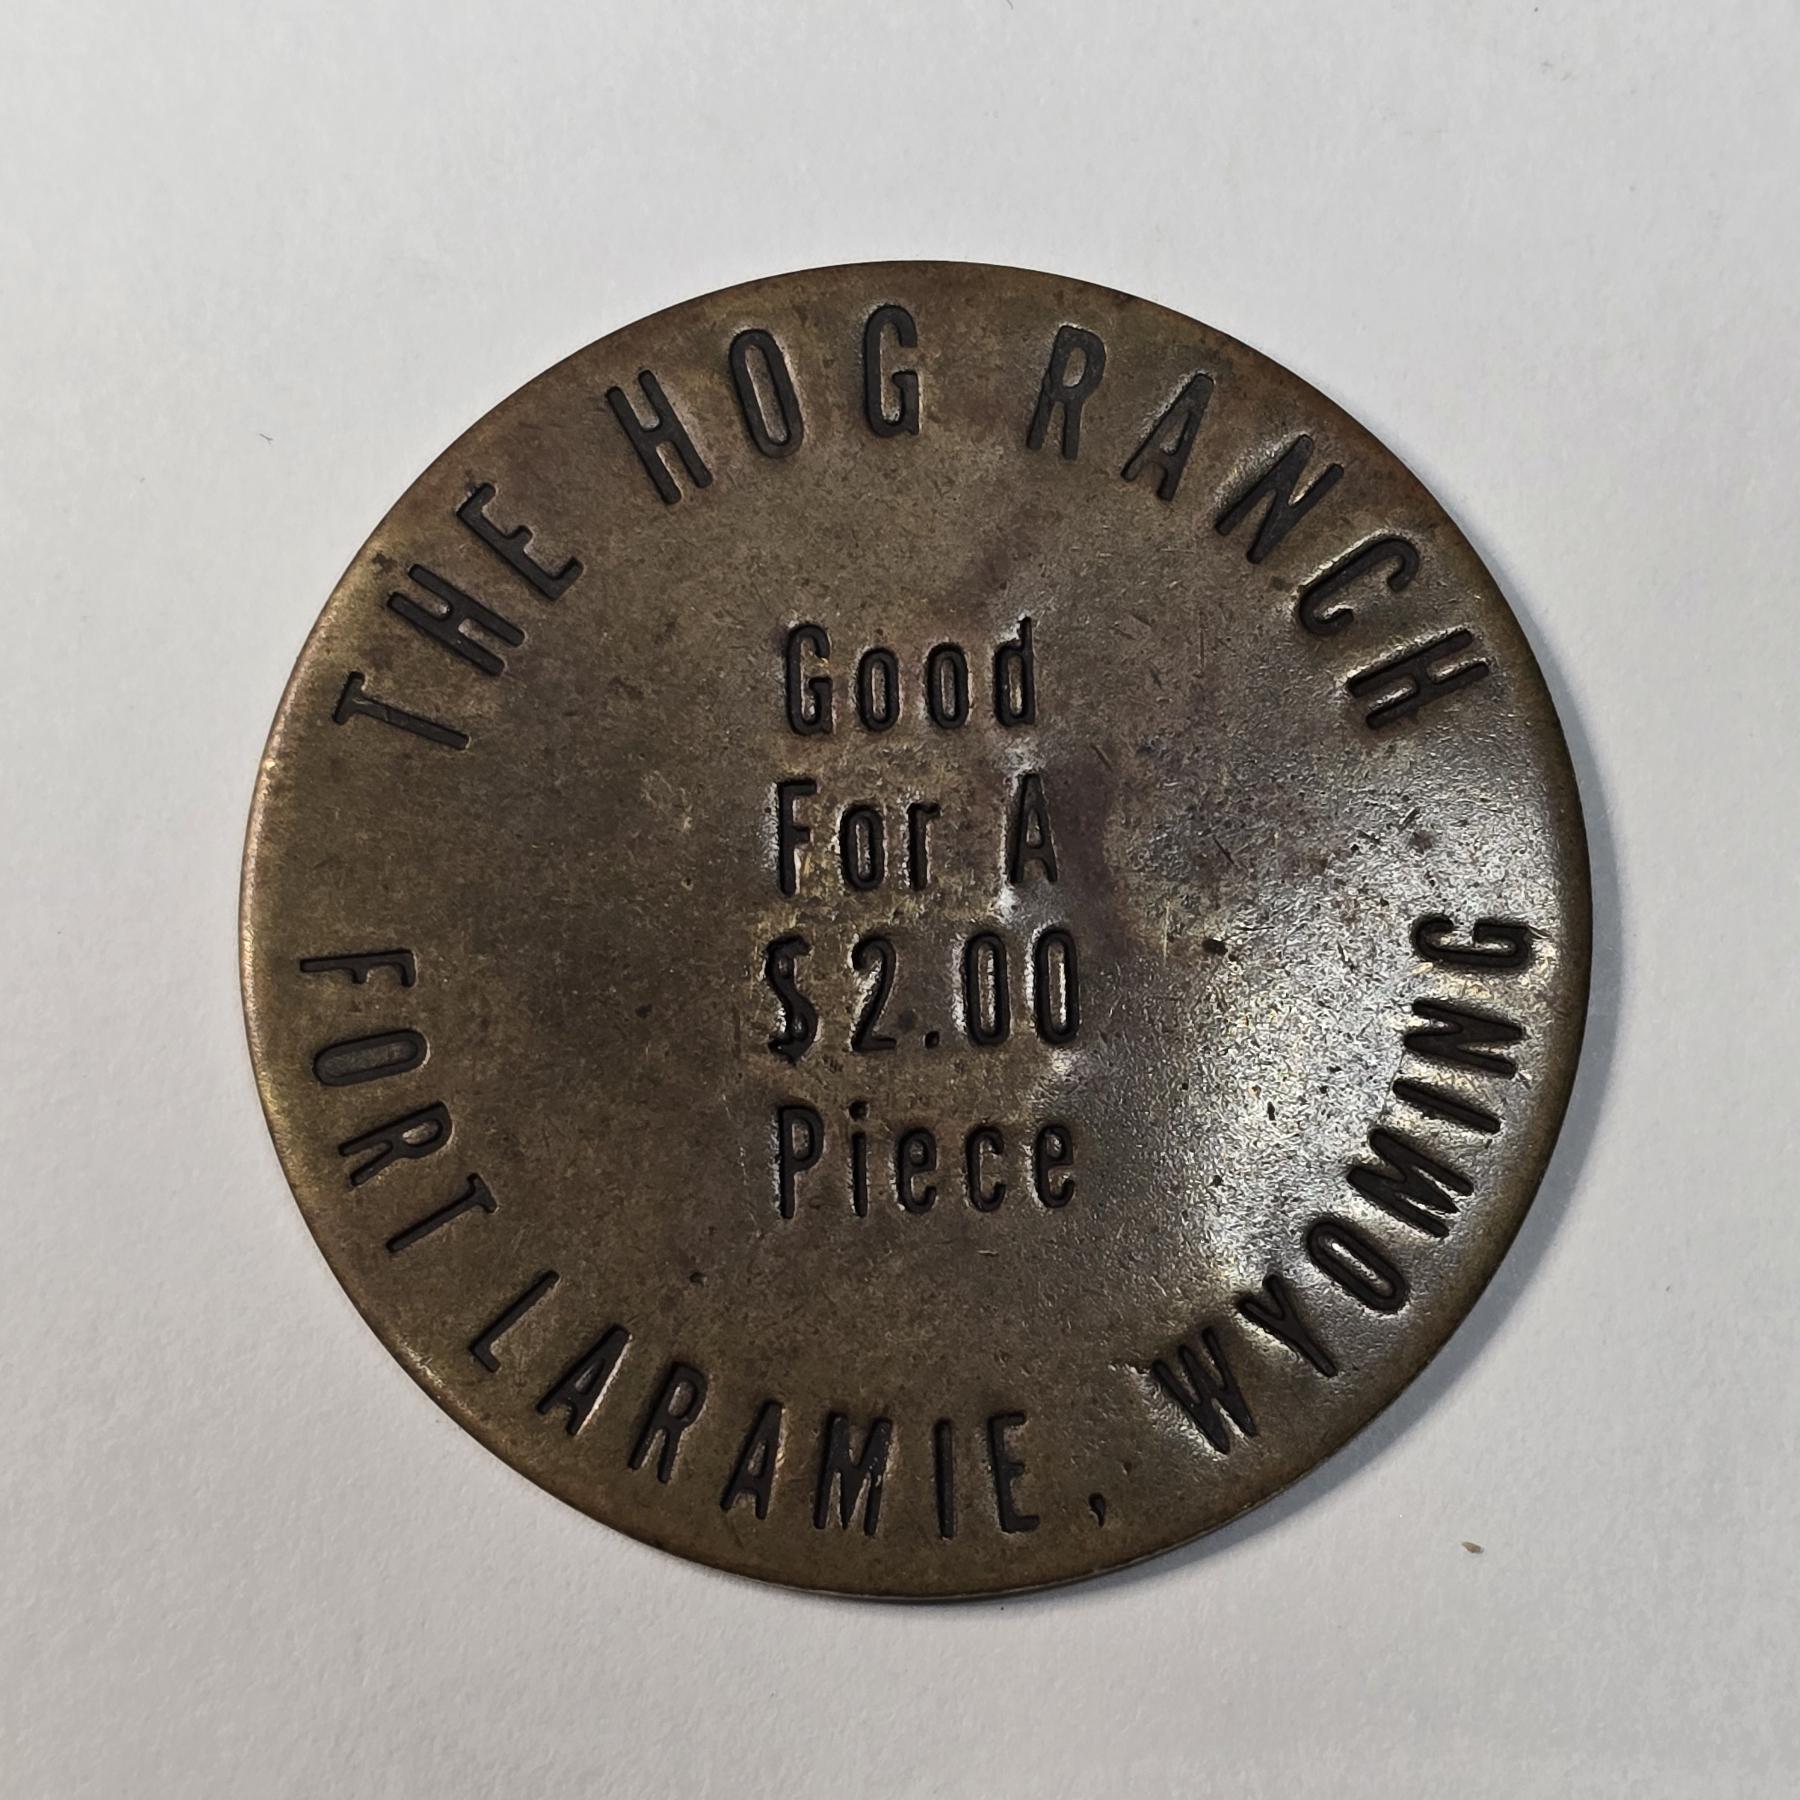 THE HOG RANCH
Good
For A
$2.00
Piece
FORT LARAMIE, WYOMING